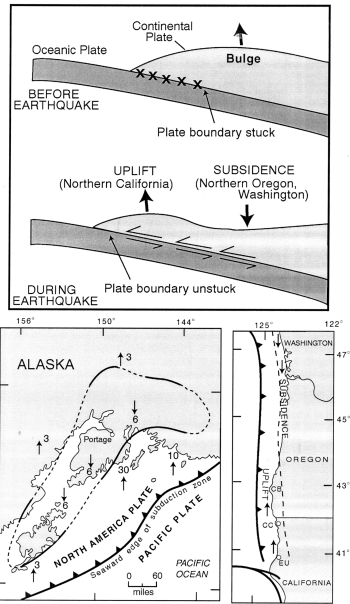 Continental
Plate
Oceanic Plate
Bulge
X X X X X
BEFORE
EARTHQUAKE
Plate boundary stuck
UPLIFT
(Northern California)
SUBSIDENCE
(Northern Oregon,
Washington)
Plate boundary unstuck
DURING
EARTHQUAKE
156°
150°
144°
ALASKA
3
3
6
Portage
6
6
30
10
3
NORTH AMERICA PLATE
Seaward edge of subduction zone
PACIFIC PLATE
PACIFIC
OCEAN
0 60
miles
125°
122°
WASHINGTON
47°
SUBSIDENCE
45°
OREGON
UPLIFT
43°
CB
CC
41°
EU
CALIFORNIA